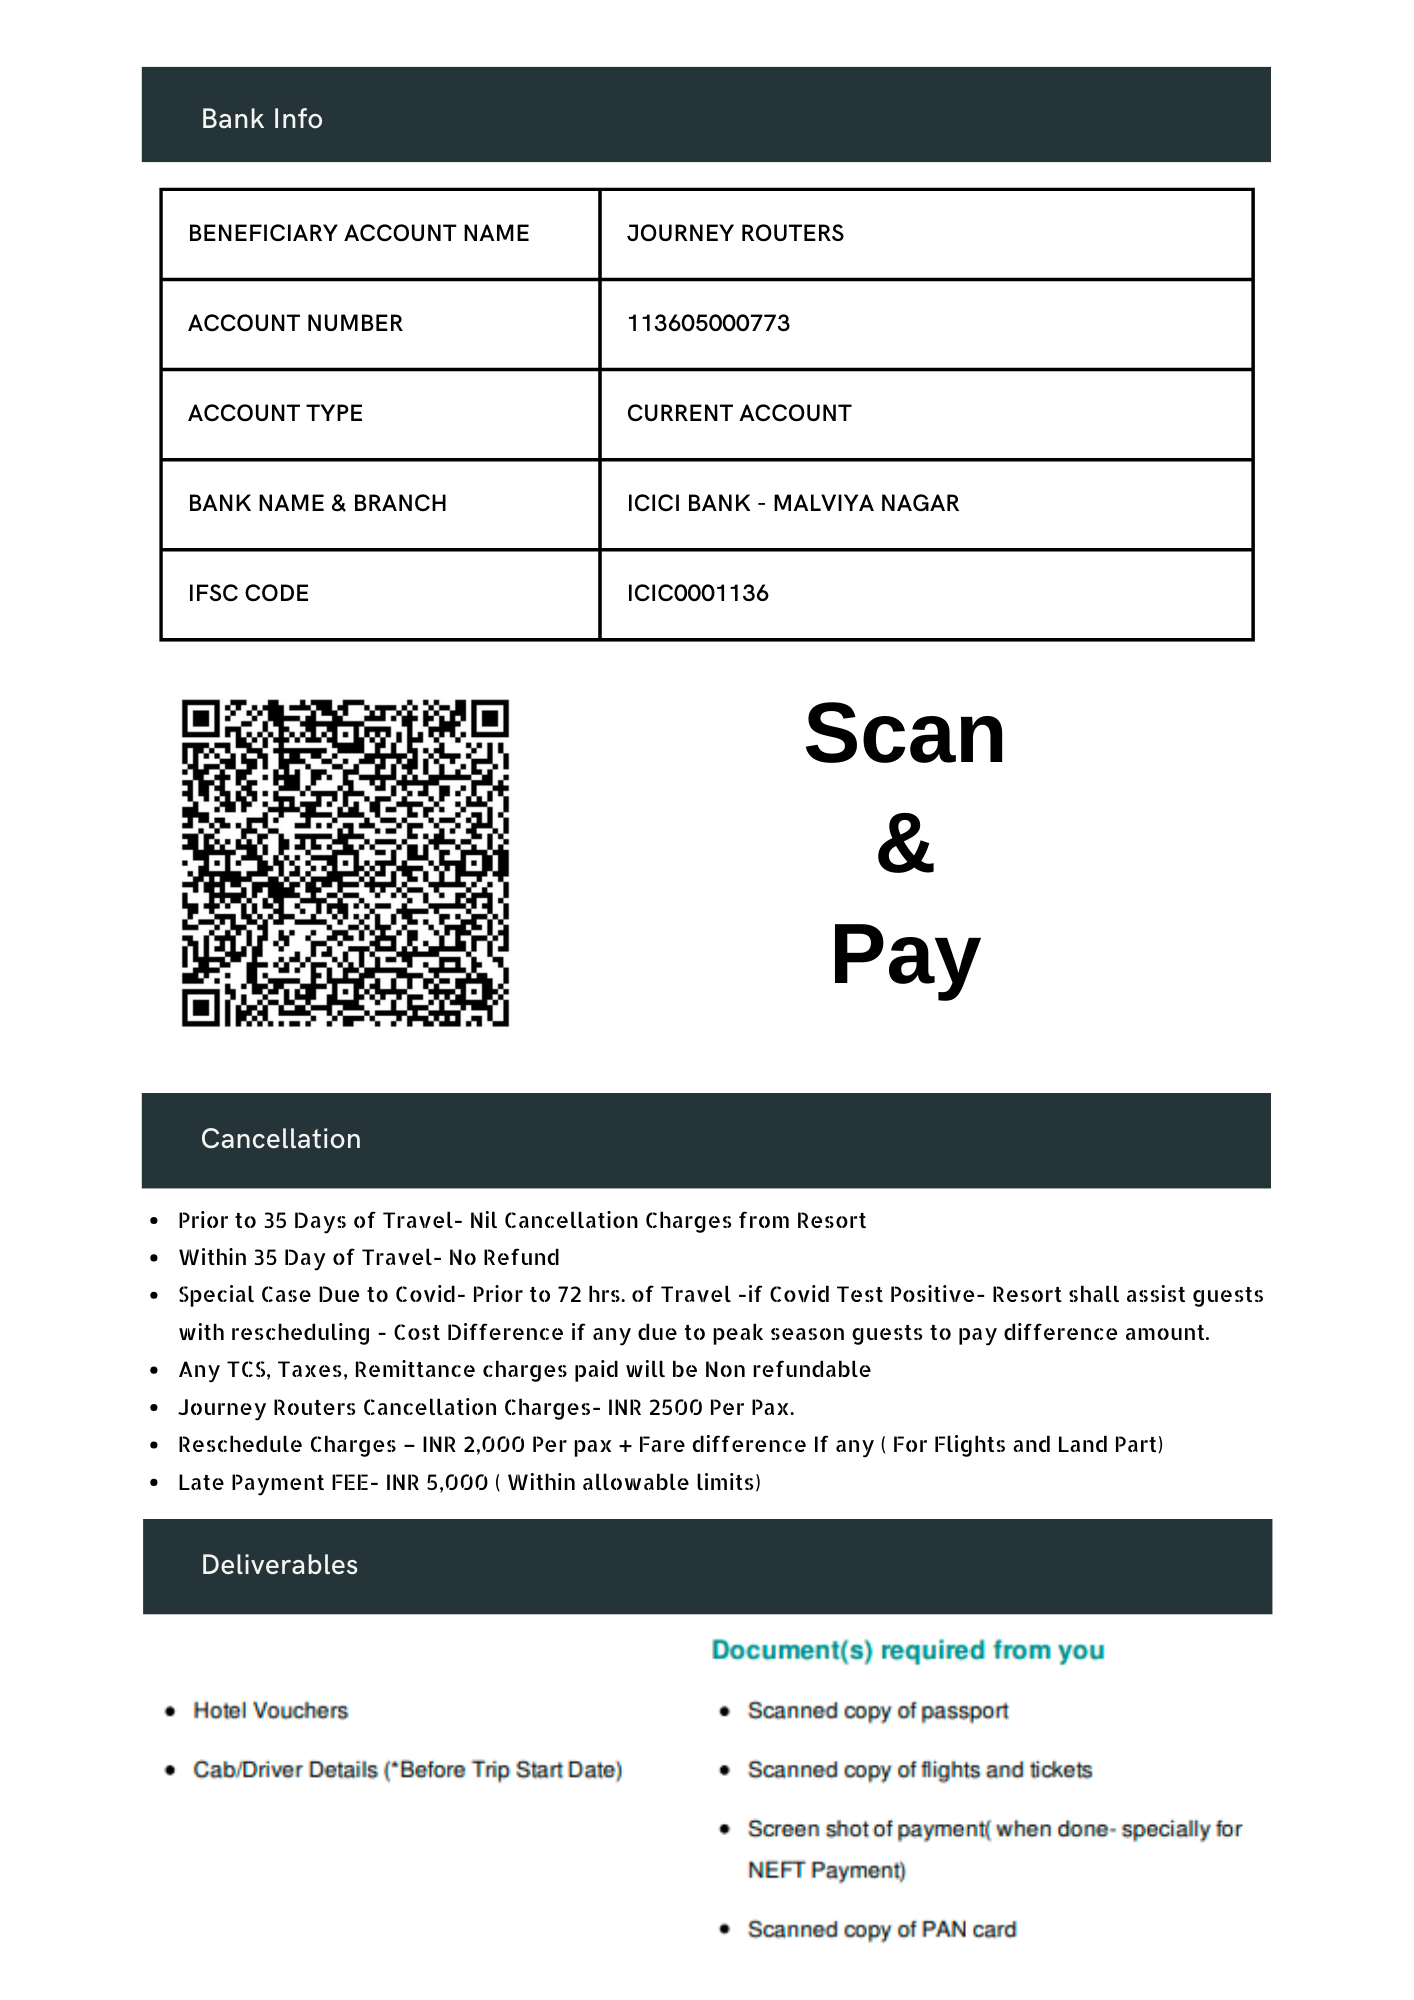 Bank Info
BENEFICIARY ACCOUNT NAME JOURNEY ROUTERS
ACCOUNT NUMBER 113605000773
ACCOUNT TYPE CURRENT ACCOUNT
BANK NAME & BRANCH ICICI BANK - MALVIYA NAGAR
IFSC CODE ICIC0001136
Scan
&
Pay
Cancellation
• Prior to 35 Days of Travel- Nil Cancellation Charges from Resort
• Within 35 Day of Travel- No Refund
• Special Case Due to Covid- Prior to 72 hrs. of Travel -if Covid Test Positive- Resort shall assist guests
with rescheduling - Cost Difference if any due to peak season guests to pay difference amount.
• Any TCS, Taxes, Remittance charges paid will be Non refundable
• Journey Routers Cancellation Charges- INR 2500 Per Pax.
• Reschedule Charges – INR 2,000 Per pax + Fare difference If any ( For Flights and Land Part)
• Late Payment FEE- INR 5,000 ( Within allowable limits)
Deliverables
• Hotel Vouchers
• Cab/Driver Details (*Before Trip Start Date)
Document(s) required from you
• Scanned copy of passport
• Scanned copy of flights and tickets
• Screen shot of payment( when done- specially for
NEFT Payment)
• Scanned copy of PAN card